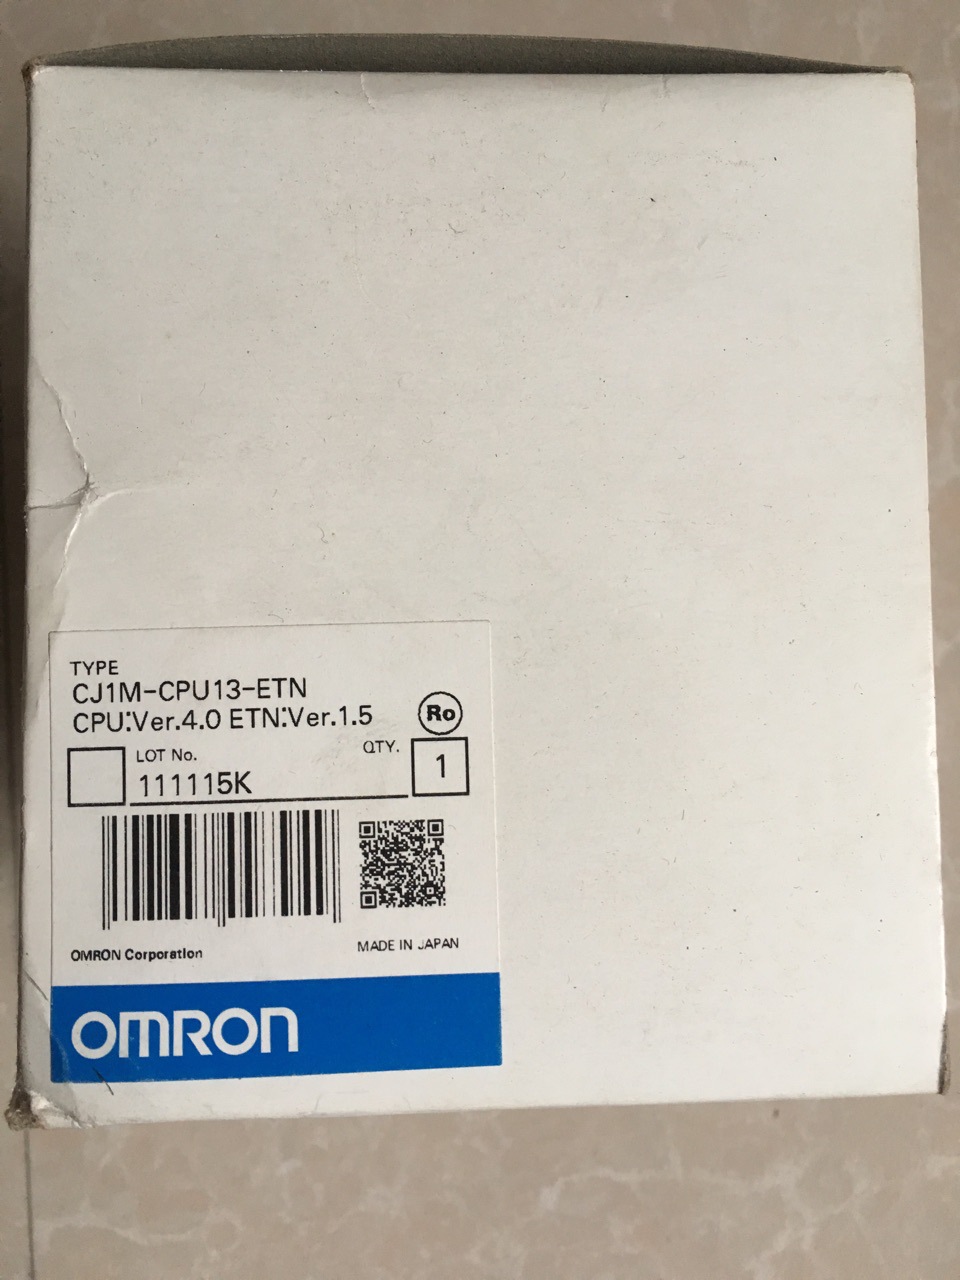 TYPE
CJ1M-CPU13-ETN
CPU:Ver.4.0 ETN:Ver.1.5
Ro
LOT No.
QTY.
111115K
1
OMRON Corporation
MADE IN JAPAN
OMRON